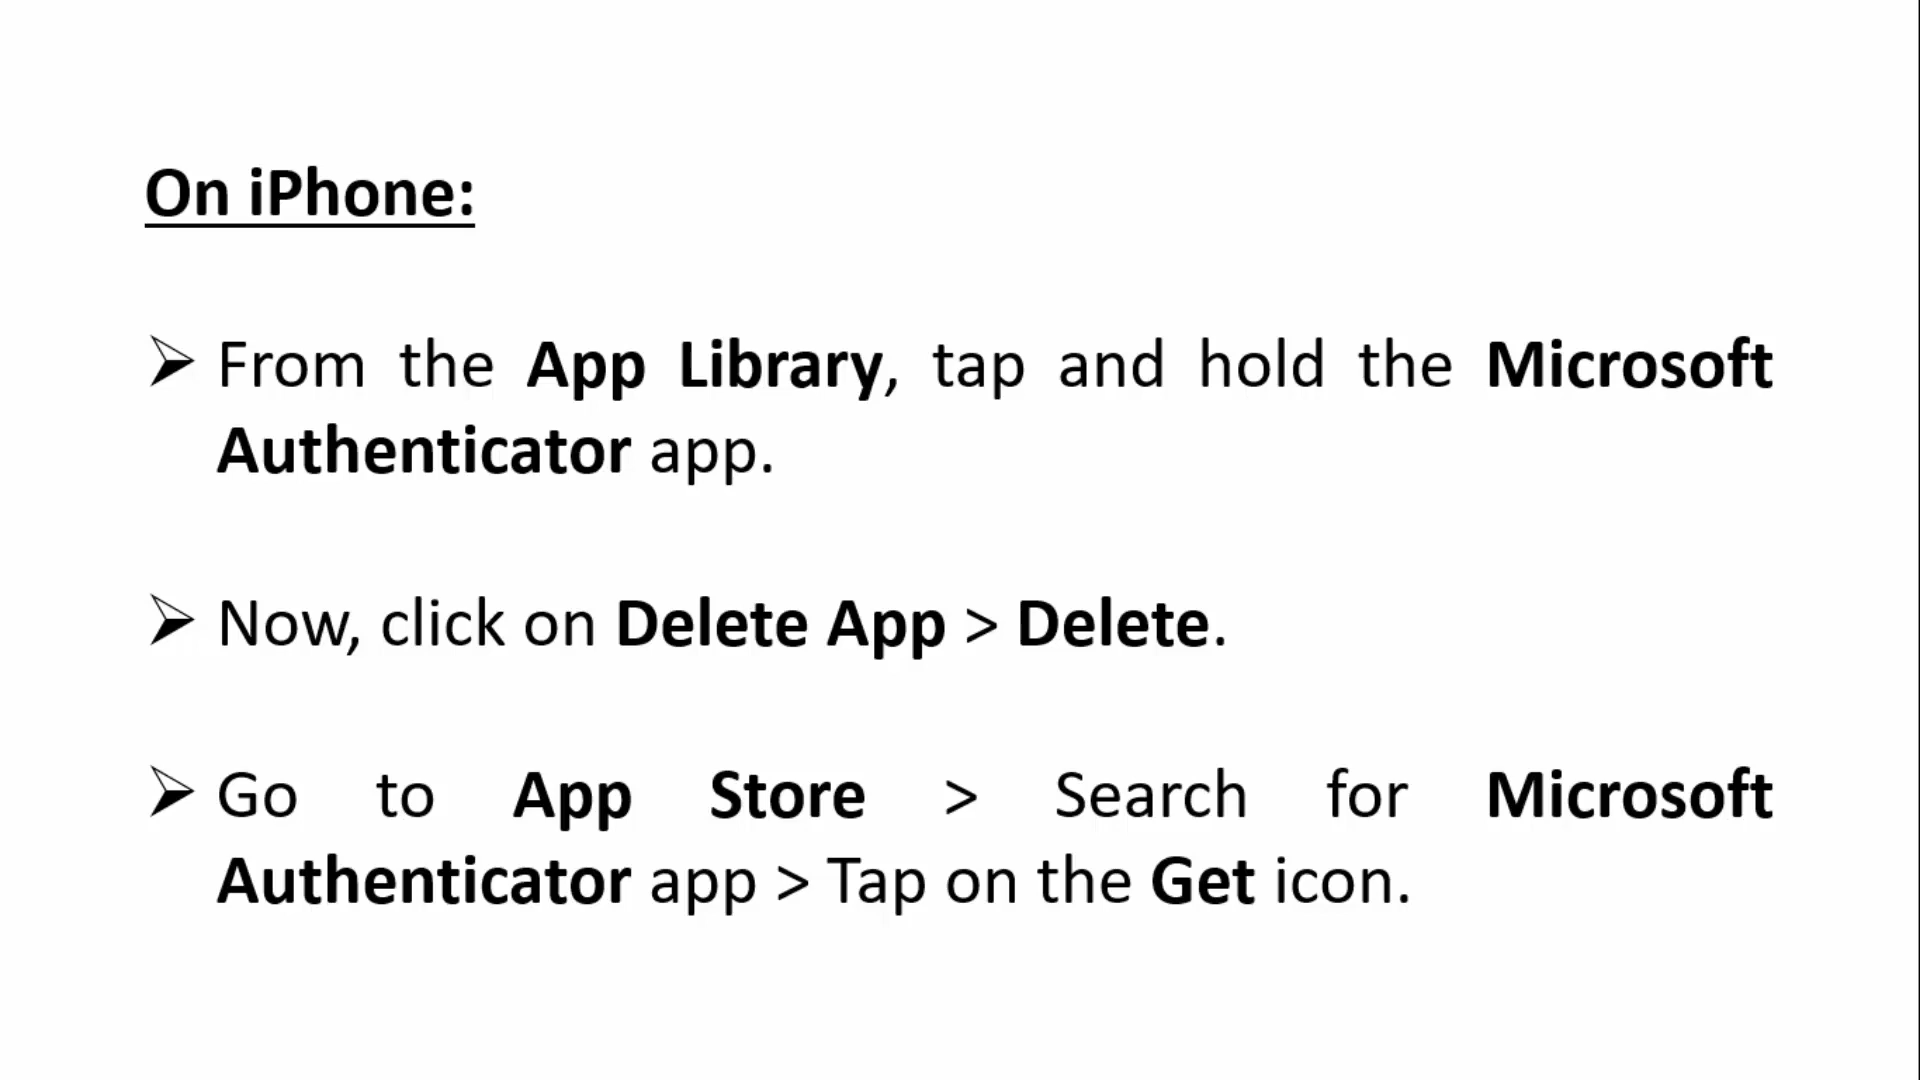 On iPhone:
From the App Library, tap and hold the Microsoft
Authenticator app.
Now, click on Delete App > Delete.
Go to App Store > Search for Microsoft
Authenticator app > Tap on the Get icon.